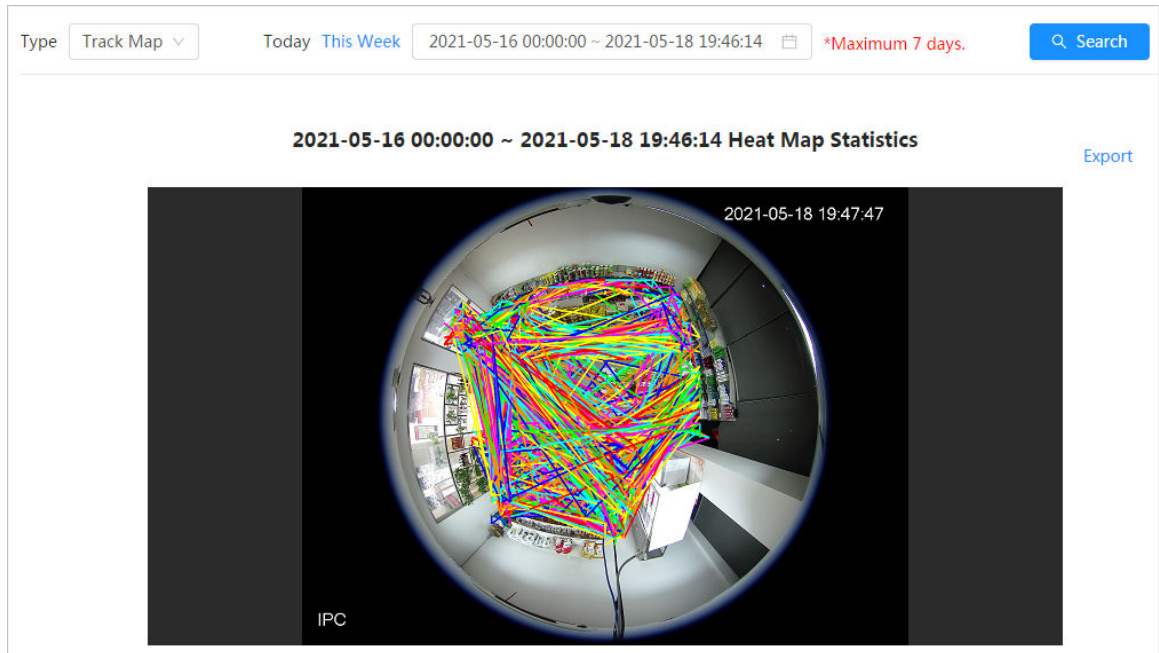 Type Track Map Today This Week 2021-05-16 00:00:00 ~ 2021-05-18 19:46:14 *Maximum 7 days. Search
2021-05-16 00:00:00 ~ 2021-05-18 19:46:14 Heat Map Statistics
Export
2021-05-18 19:47:47
IPC